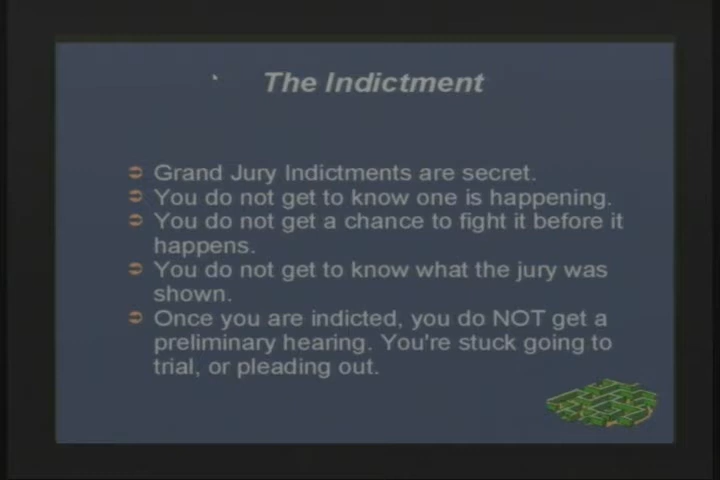 The Indictment
Grand Jury Indictments are secret.
You do not get to know one is happening.
You do not get a chance to fight it before it
happens.
You do not get to know what the jury was
shown.
Once you are indicted, you do NOT get a
preliminary hearing. You're stuck going to
trial, or pleading out.